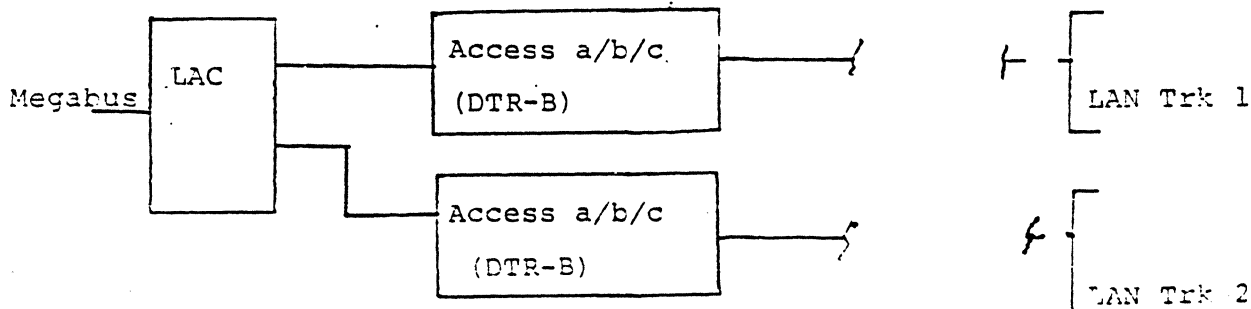 Access a/b/c
(DTR-B)
LAC
Megabus
LAN Trk 1
Access a/b/c
(DTR-B)
LAN Trk 2